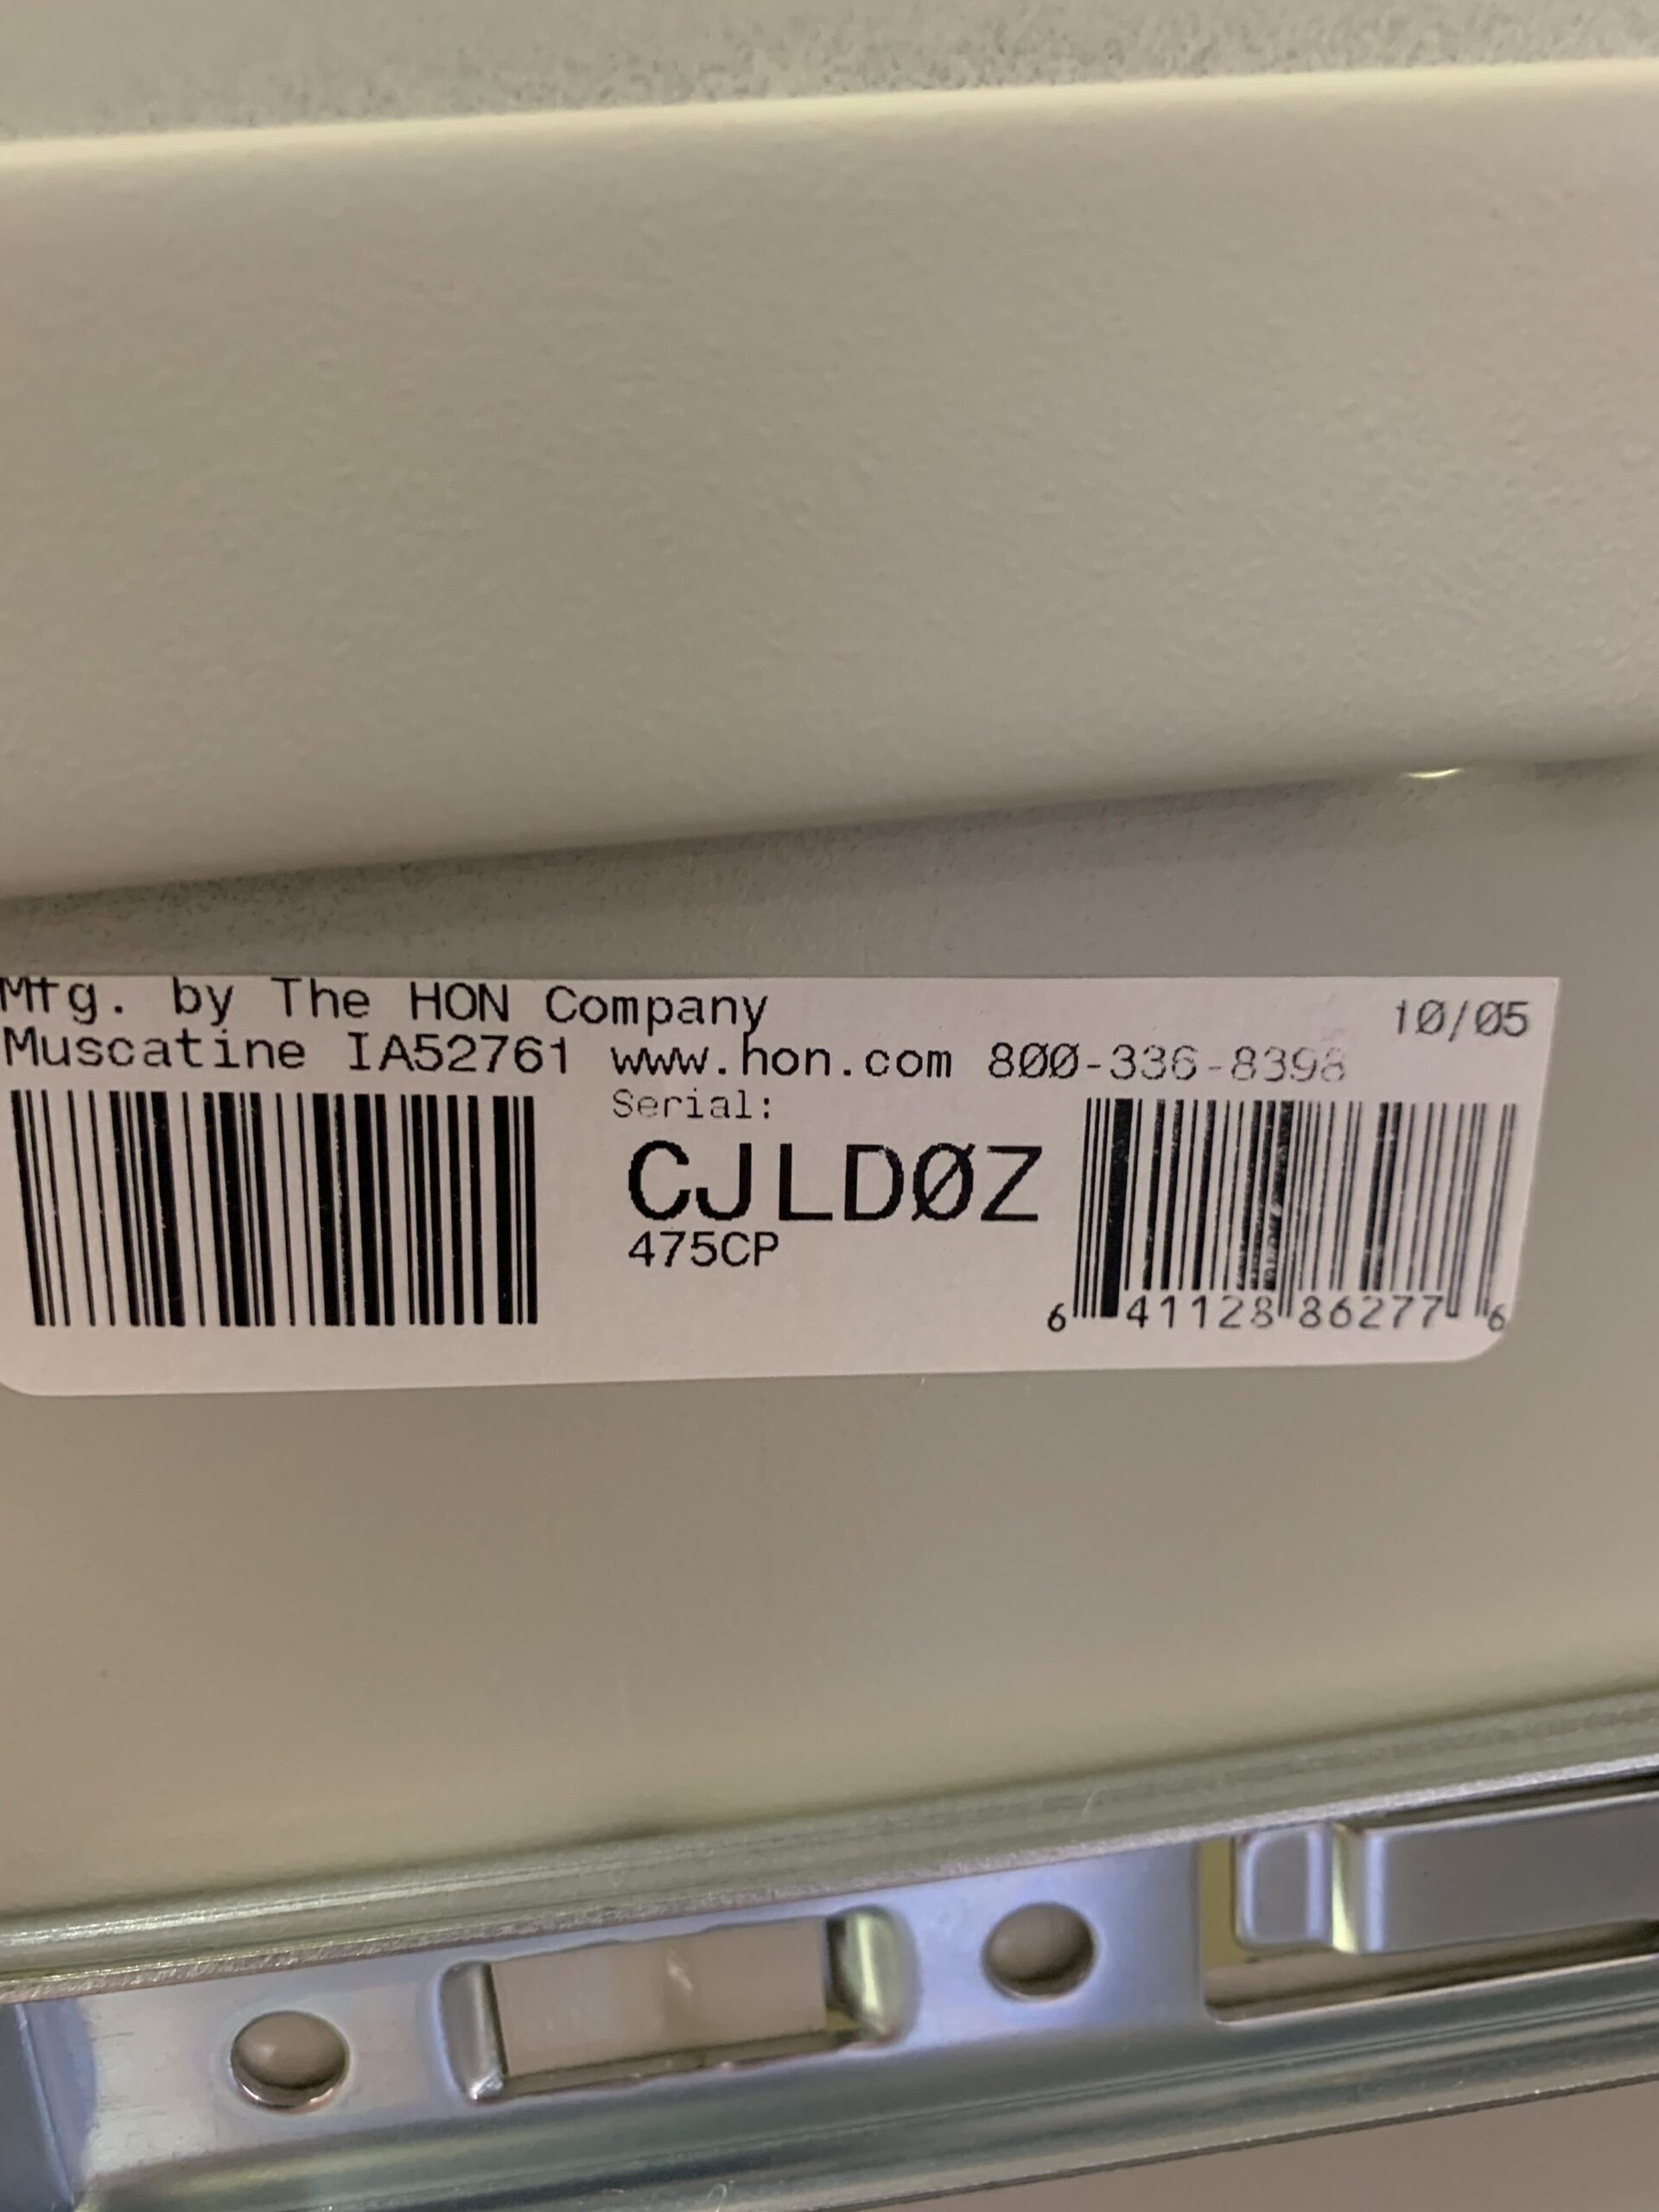 Mfg. by The HON Company
10/05
Muscatine IA52761 www.hon.com 800-336-8398
Serial:
CJLD0Z
475CP
6 41128 86277 6